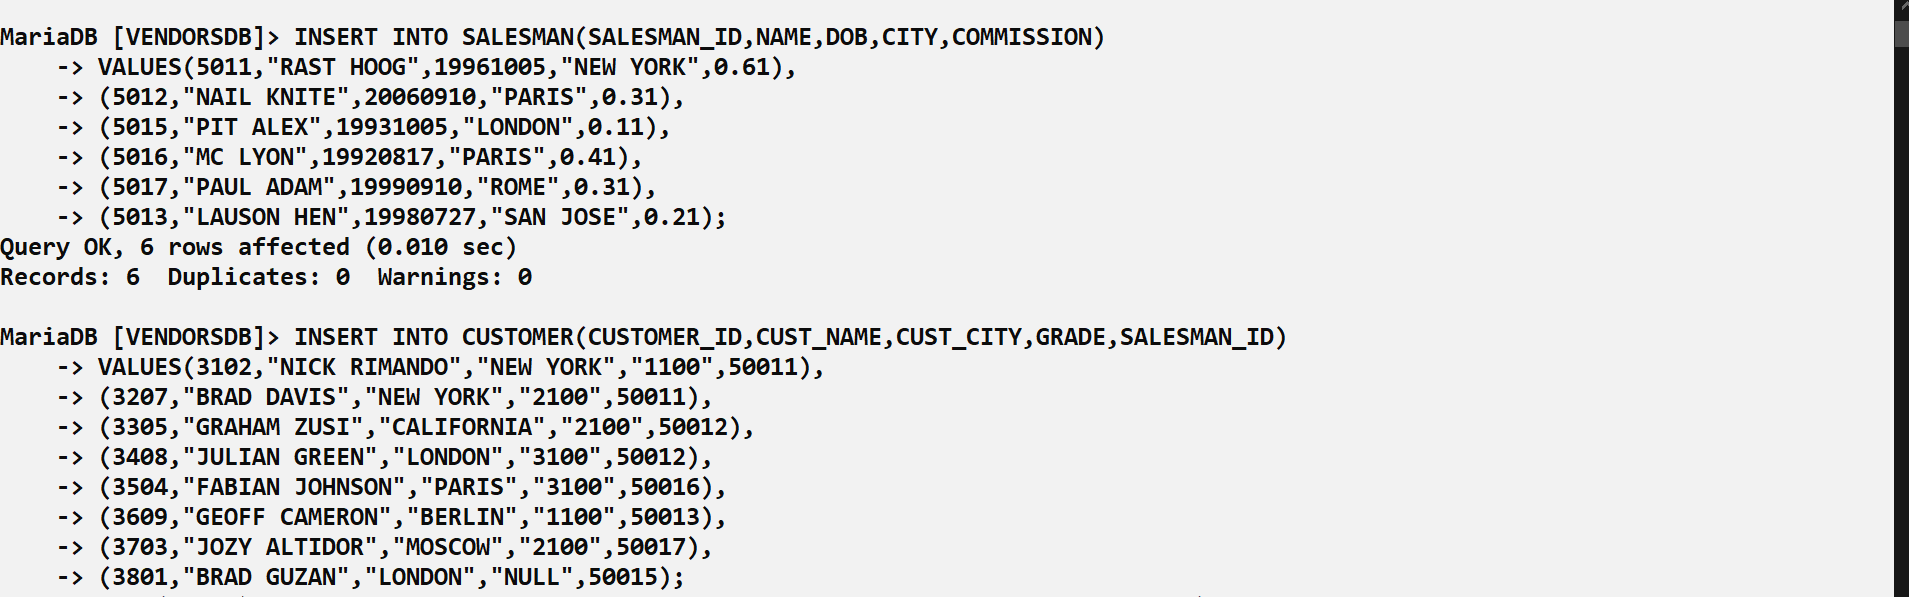 MariaDB [VENDORSDB]> INSERT INTO SALESMAN(SALESMAN_ID,NAME,DOB,CITY,COMMISSION)
    -> VALUES(5011,"RAST HOOG",19961005,"NEW YORK",0.61),
    -> (5012,"NAIL KNITE",20060910,"PARIS",0.31),
    -> (5015,"PIT ALEX",19931005,"LONDON",0.11),
    -> (5016,"MC LYON",19920817,"PARIS",0.41),
    -> (5017,"PAUL ADAM",19990910,"ROME",0.31),
    -> (5013,"LAUSON HEN",19980727,"SAN JOSE",0.21);
Query OK, 6 rows affected (0.010 sec)
Records: 6  Duplicates: 0  Warnings: 0

MariaDB [VENDORSDB]> INSERT INTO CUSTOMER(CUSTOMER_ID,CUST_NAME,CUST_CITY,GRADE,SALESMAN_ID)
    -> VALUES(3102,"NICK RIMANDO","NEW YORK","1100",50011),
    -> (3207,"BRAD DAVIS","NEW YORK","2100",50011),
    -> (3305,"GRAHAM ZUSI","CALIFORNIA","2100",50012),
    -> (3408,"JULIAN GREEN","LONDON","3100",50012),
    -> (3504,"FABIAN JOHNSON","PARIS","3100",50016),
    -> (3609,"GEOFF CAMERON","BERLIN","1100",50013),
    -> (3703,"JOZY ALTIDOR","MOSCOW","2100",50017),
    -> (3801,"BRAD GUZAN","LONDON","NULL",50015);